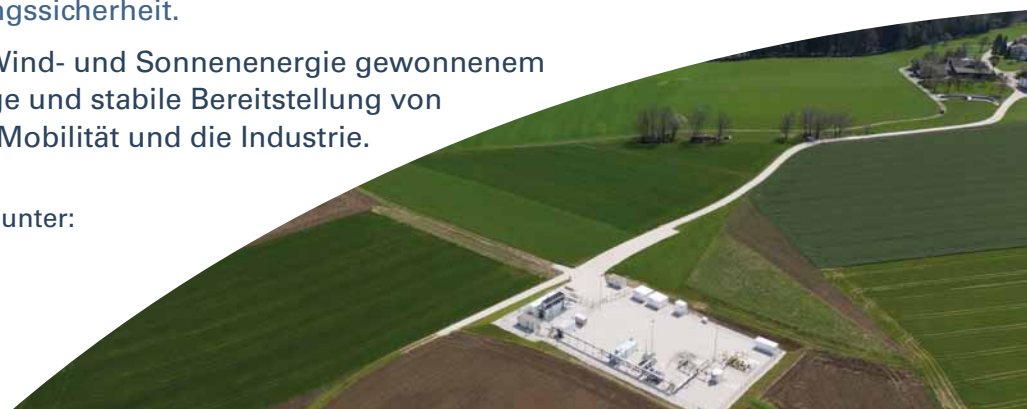 ngssicherheit.
Wind- und Sonnenenergie gewonnenem
ge und stabile Bereitstellung von
Mobilität und die Industrie.
unter: